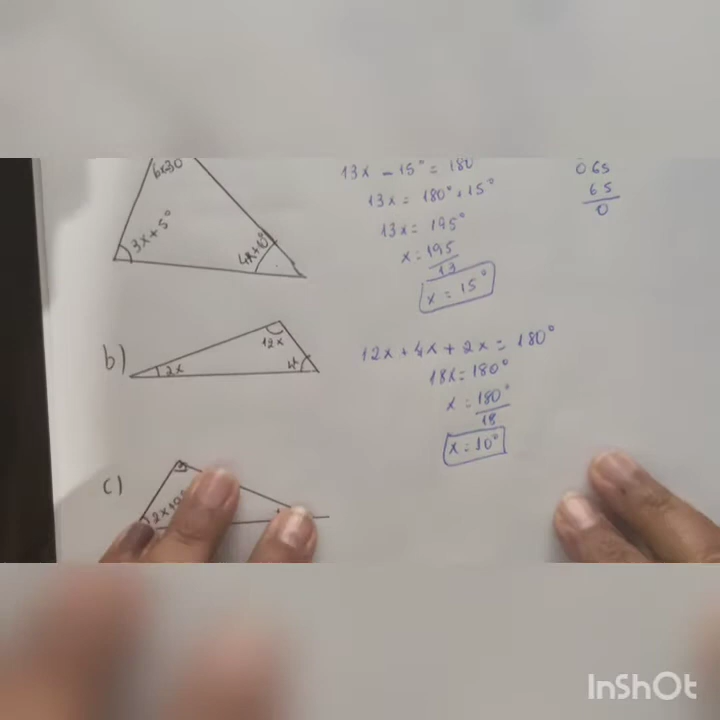 13x - 15° = 180
065
6x30
13x = 180° + 15°
65
0
3x + 5°
13x = 195°
x = 195
13
x = 15°
b)
12x
2x
12x + 4x + 2x = 180°
18x = 180°
x = 180°
18
x = 10°
c)
InShOt